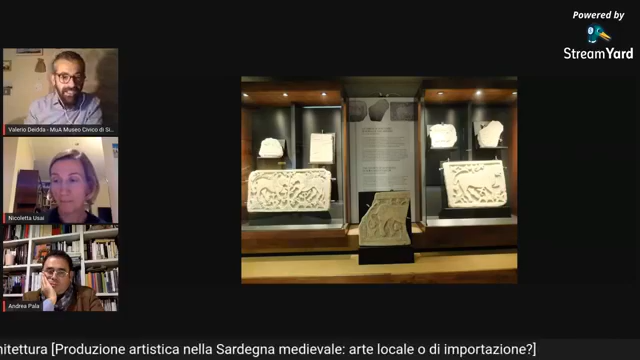 Powered by
StreamYard
Valerio Deidda - MuA Museo Civico di Si...
Nicoletta Usai
Andrea Pala
hitettura [Produzione artistica nella Sardegna medievale: arte locale o di importazione?]